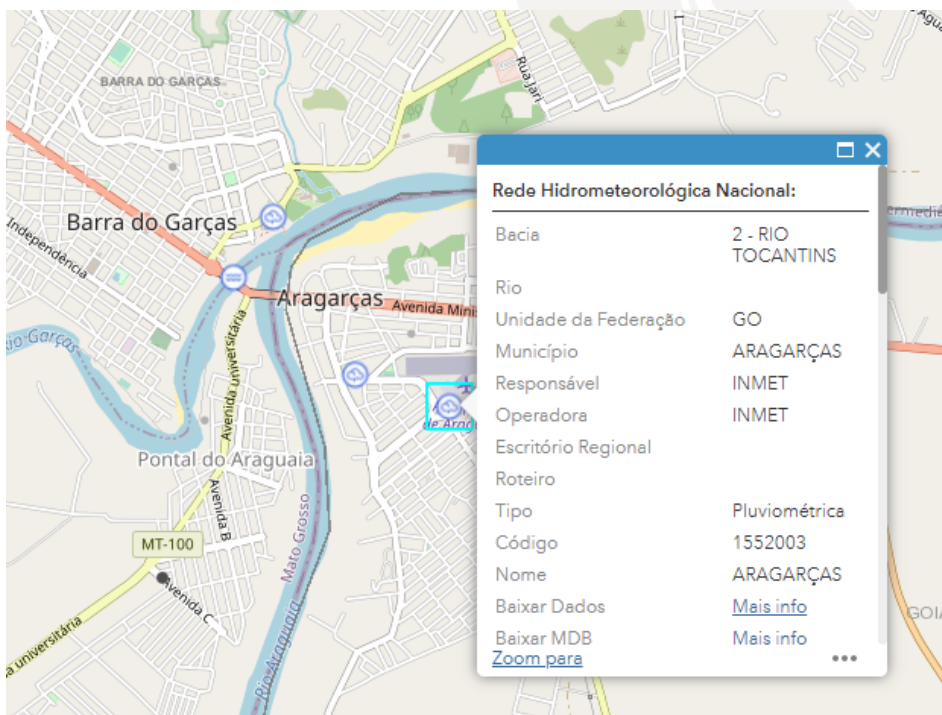 Rua Jari
BARRA DO GARÇAS
Barra do Garças
Independência
Aragarças
Avenida Mini
Avenida universitária
Pontal do Araguaia
Avenida B
MT-100
Avenida C
Mato Grosso
Rio Araguaia
a universitária
io Garças
de Arag
ermedia
GOIÁ
Rede Hidrometeorológica Nacional:
Bacia 2 - RIO
TOCANTINS
Rio
Unidade da Federação GO
Município ARAGARÇAS
Responsável INMET
Operadora INMET
Escritório Regional
Roteiro
Tipo Pluviométrica
Código 1552003
Nome ARAGARÇAS
Baixar Dados Mais info
Baixar MDB Mais info
Zoom para